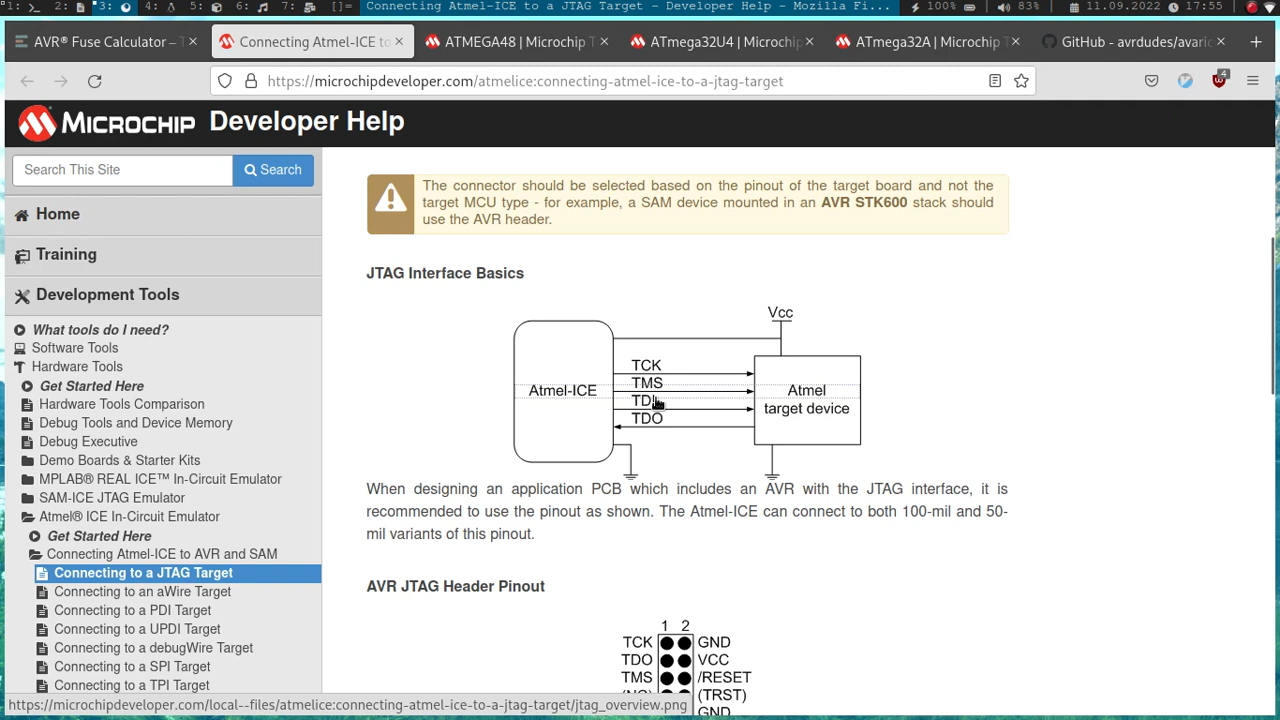 1: 2: 3: 4: 5: 6: 7: []= Connecting Atmel-ICE to a JTAG Target - Developer Help - Mozilla Fi... 100% 83% 11.09.2022 17:55
AVR® Fuse Calculator – T
Connecting Atmel-ICE to
ATMEGA48 | Microchip T
ATmega32U4 | Microchip
ATmega32A | Microchip T
GitHub - avrdudes/avaric
https://microchipdeveloper.com/atmelice:connecting-atmel-ice-to-a-jtag-target
4
MICROCHIP Developer Help
Search This Site
Search
Home
Training
Development Tools
What tools do I need?
Software Tools
Hardware Tools
Get Started Here
Hardware Tools Comparison
Debug Tools and Device Memory
Debug Executive
Demo Boards & Starter Kits
MPLAB® REAL ICE™ In-Circuit Emulator
SAM-ICE JTAG Emulator
Atmel® ICE In-Circuit Emulator
Get Started Here
Connecting Atmel-ICE to AVR and SAM
Connecting to a JTAG Target
Connecting to an aWire Target
Connecting to a PDI Target
Connecting to a UPDI Target
Connecting to a debugWire Target
Connecting to a SPI Target
Connecting to a TPI Target
The connector should be selected based on the pinout of the target board and not the
target MCU type - for example, a SAM device mounted in an AVR STK600 stack should
use the AVR header.
JTAG Interface Basics
Vcc
TCK
TMS
Atmel-ICE
TDI
TDO
Atmel
target device
When designing an application PCB which includes an AVR with the JTAG interface, it is
recommended to use the pinout as shown. The Atmel-ICE can connect to both 100-mil and 50-
mil variants of this pinout.
AVR JTAG Header Pinout
1 2
TCK GND
TDO VCC
TMS /RESET
(TRST)
GND
https://microchipdeveloper.com/local--files/atmelice:connecting-atmel-ice-to-a-jtag-target/jtag_overview.png